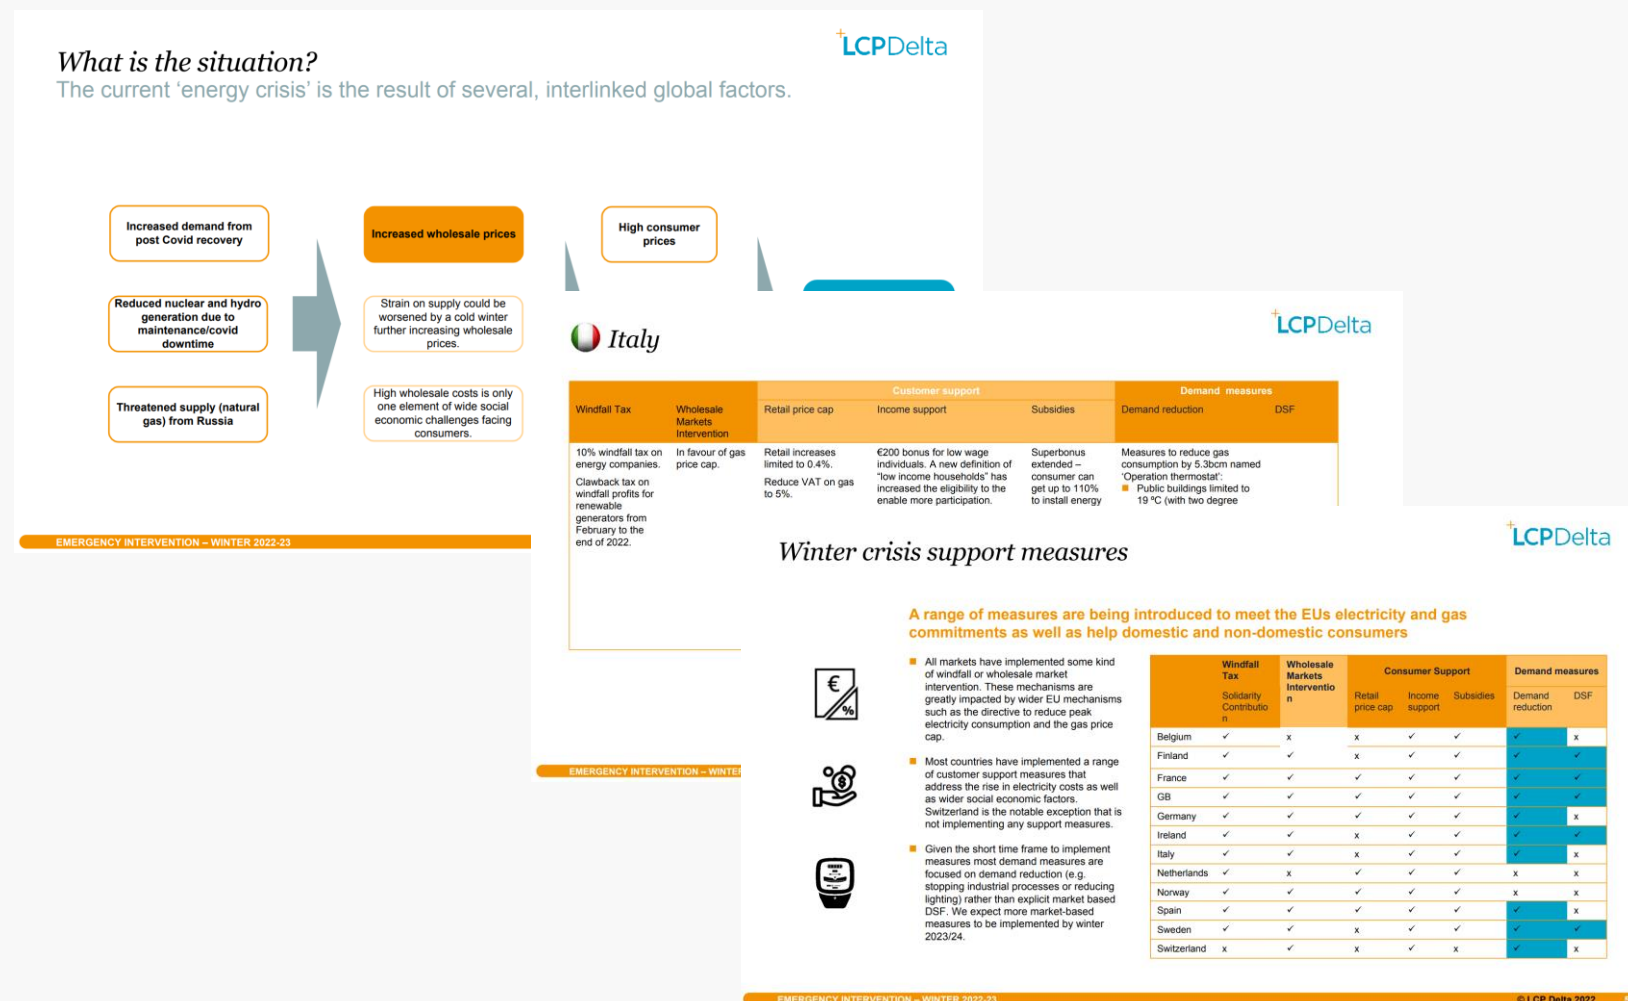 What is the situation?
The current ‘energy crisis’ is the result of several, interlinked global factors.
LCPDelta
Increased demand from
post Covid recovery
Reduced nuclear and hydro
generation due to
maintenance/covid
downtime
Threatened supply (natural
gas) from Russia
Increased wholesale prices
Strain on supply could be
worsened by a cold winter
further increasing wholesale
prices.
High wholesale costs is only
one element of wide social
economic challenges facing
consumers.
High consumer
prices
EMERGENCY INTERVENTION – WINTER 2022-23
Italy
LCPDelta
Customer support
Demand measures
Windfall Tax
Wholesale
Markets
Intervention
Retail price cap
Income support
Subsidies
Demand reduction
DSF
10% windfall tax on
energy companies.
Clawback tax on
windfall profits for
renewable
generators from
February to the
end of 2022.
In favour of gas
price cap.
Retail increases
limited to 0.4%.
Reduce VAT on gas
to 5%.
€200 bonus for low wage
individuals. A new definition of
“low income households” has
increased the eligibility to the
enable more participation.
Superbonus
extended –
consumer can
get up to 110%
to install energy
Measures to reduce gas
consumption by 5.3bcm named
‘Operation thermostat’:
Public buildings limited to
19 ºC (with two degree
EMERGENCY INTERVENTION – WINTE
Winter crisis support measures
LCPDelta
A range of measures are being introduced to meet the EUs electricity and gas
commitments as well as help domestic and non-domestic consumers
€
%
$
All markets have implemented some kind
of windfall or wholesale market
intervention. These mechanisms are
greatly impacted by wider EU mechanisms
such as the directive to reduce peak
electricity consumption and the gas price
cap.
Most countries have implemented a range
of customer support measures that
address the rise in electricity costs as well
as wider social economic factors.
Switzerland is the notable exception that is
not implementing any support measures.
Given the short time frame to implement
measures most demand measures are
focused on demand reduction (e.g.
stopping industrial processes or reducing
lighting) rather than explicit market based
DSF. We expect more market-based
measures to be implemented by winter
2023/24.
Windfall
Tax
Solidarity
Contributio
n
Wholesale
Markets
Interventio
n
Consumer Support
Demand measures
Retail
price cap
Income
support
Subsidies
Demand
reduction
DSF
Belgium ✓ x x ✓ ✓ ✓ x
Finland ✓ ✓ x ✓ ✓ ✓ ✓
France ✓ ✓ ✓ ✓ ✓ ✓ ✓
GB ✓ ✓ ✓ ✓ ✓ ✓ ✓
Germany ✓ ✓ ✓ ✓ ✓ ✓ x
Ireland ✓ ✓ x ✓ ✓ ✓ ✓
Italy ✓ ✓ x ✓ ✓ ✓ x
Netherlands ✓ x ✓ ✓ ✓ x x
Norway ✓ ✓ ✓ ✓ ✓ x x
Spain ✓ ✓ ✓ ✓ ✓ ✓ x
Sweden ✓ ✓ x ✓ ✓ ✓ ✓
Switzerland x ✓ x ✓ x ✓ x
EMERGENCY INTERVENTION – WINTER 2022-23
© LCP Delta 2022